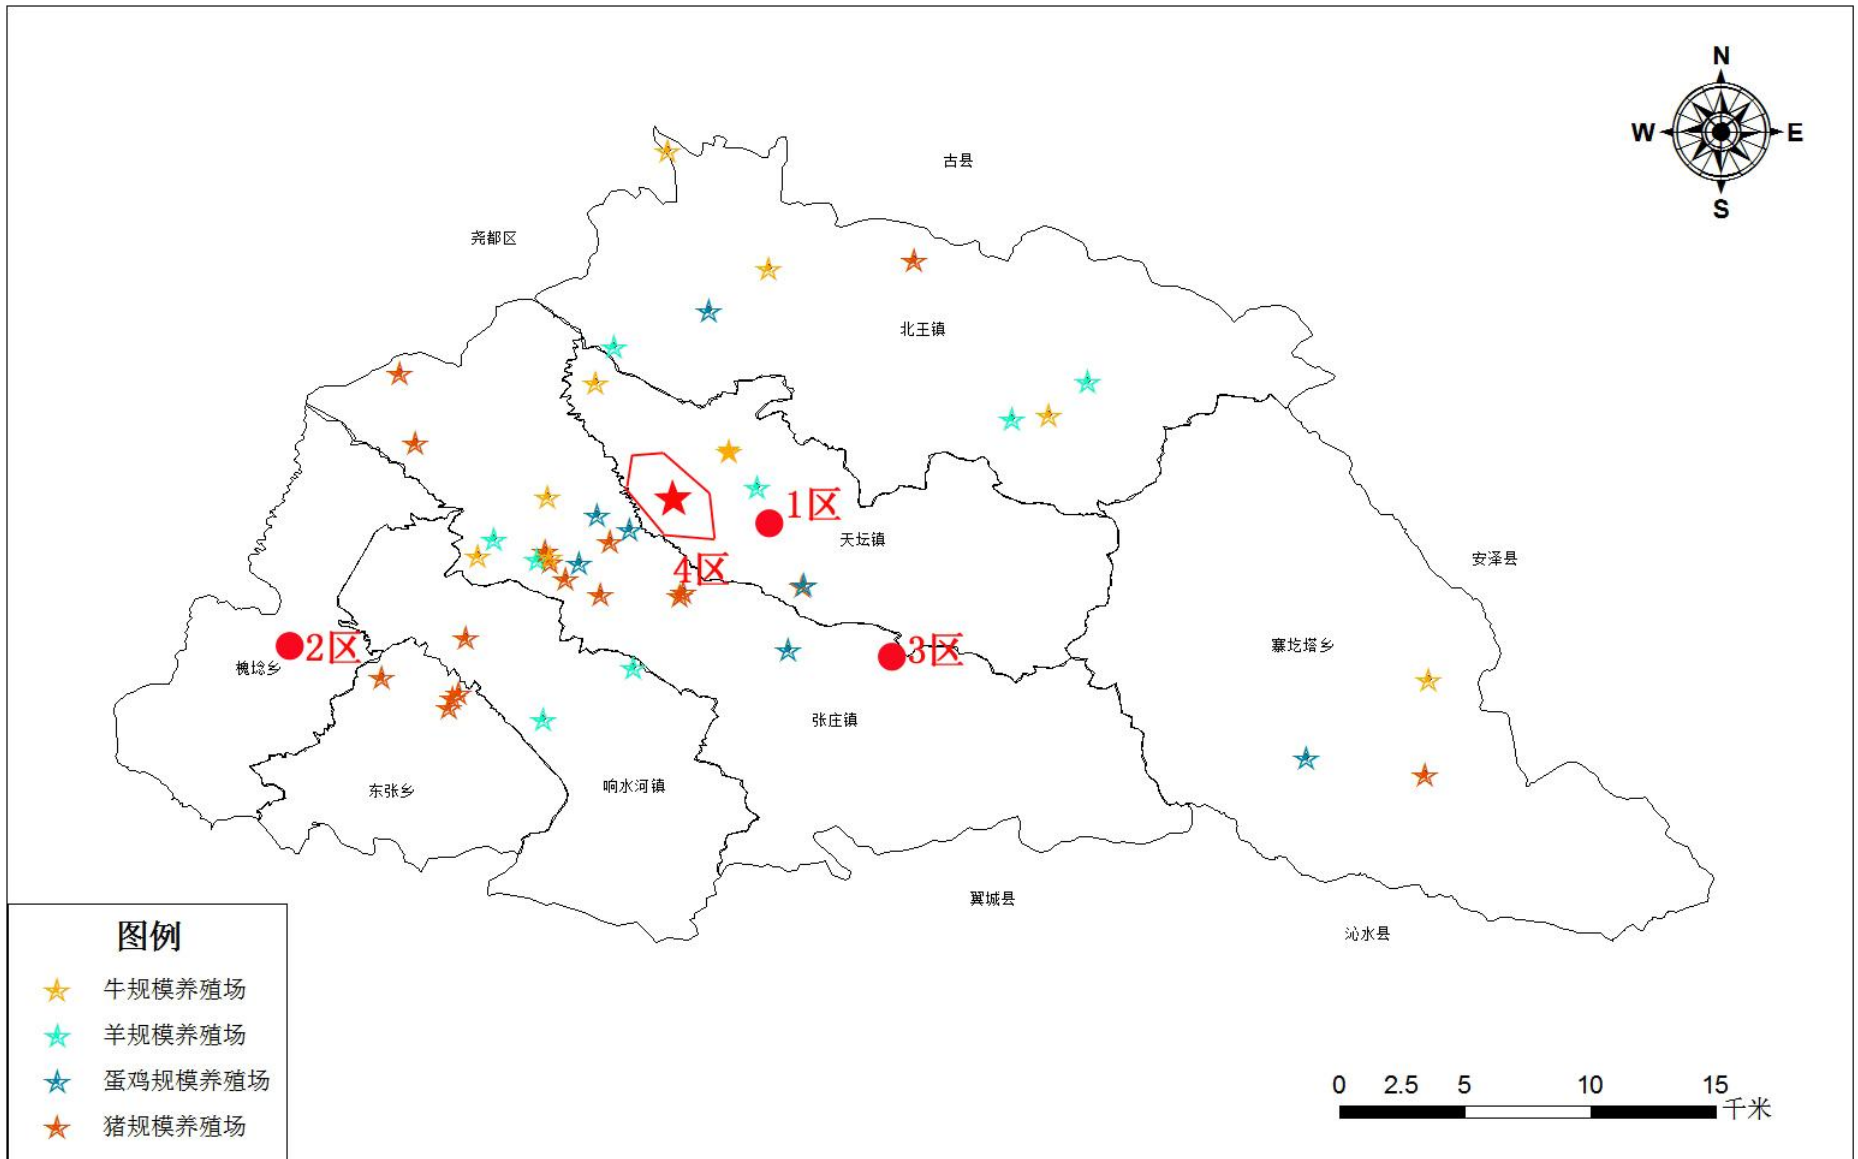 N
W
E
S
古县
尧都区
北王镇
1区
天坛镇
4区
安泽县
2区
槐埝乡
3区
寨圪塔乡
张庄镇
东张乡
响水河镇
翼城县
沁水县
图例
牛规模养殖场
羊规模养殖场
蛋鸡规模养殖场
猪规模养殖场
0 2.5 5 10 15
千米